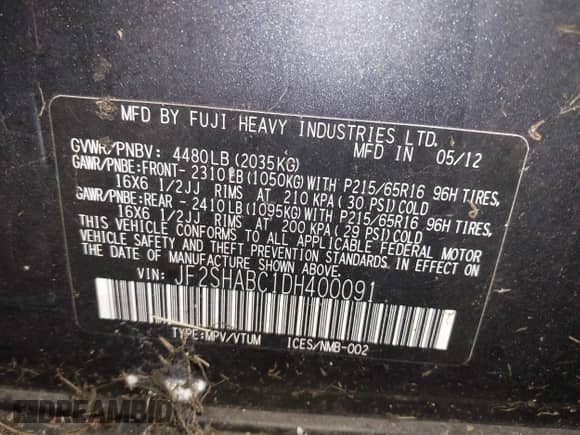 MFD BY FUJI HEAVY INDUSTRIES LTD.
MFD IN 05/12
GVWR/PNBV: 4480LB(2035KG)
GAWR/PNBE:FRONT-2310LB(1050KG)WITH P215/65R16 96H TIRES,
16X6 1/2JJ RIMS AT 210 KPA(30 PSI)COLD
GAWR/PNBE:REAR -2410LB(1095KG)WITH P215/65R16 96H TIRES,
16X6 1/2JJ RIMS AT 200 KPA(29 PSI)COLD
THIS VEHICLE CONFORMS TO ALL APPLICABLE FEDERAL MOTOR
VEHICLE SAFETY AND THEFT PREVENTION STANDARDS IN EFFECT ON
THE DATE OF MANUFACTURE SHOWN ABOVE.
VIN: JF2SHABC1DH400091
TYPE:MPV/VTUM ICES/NMB-002
DREAMBID